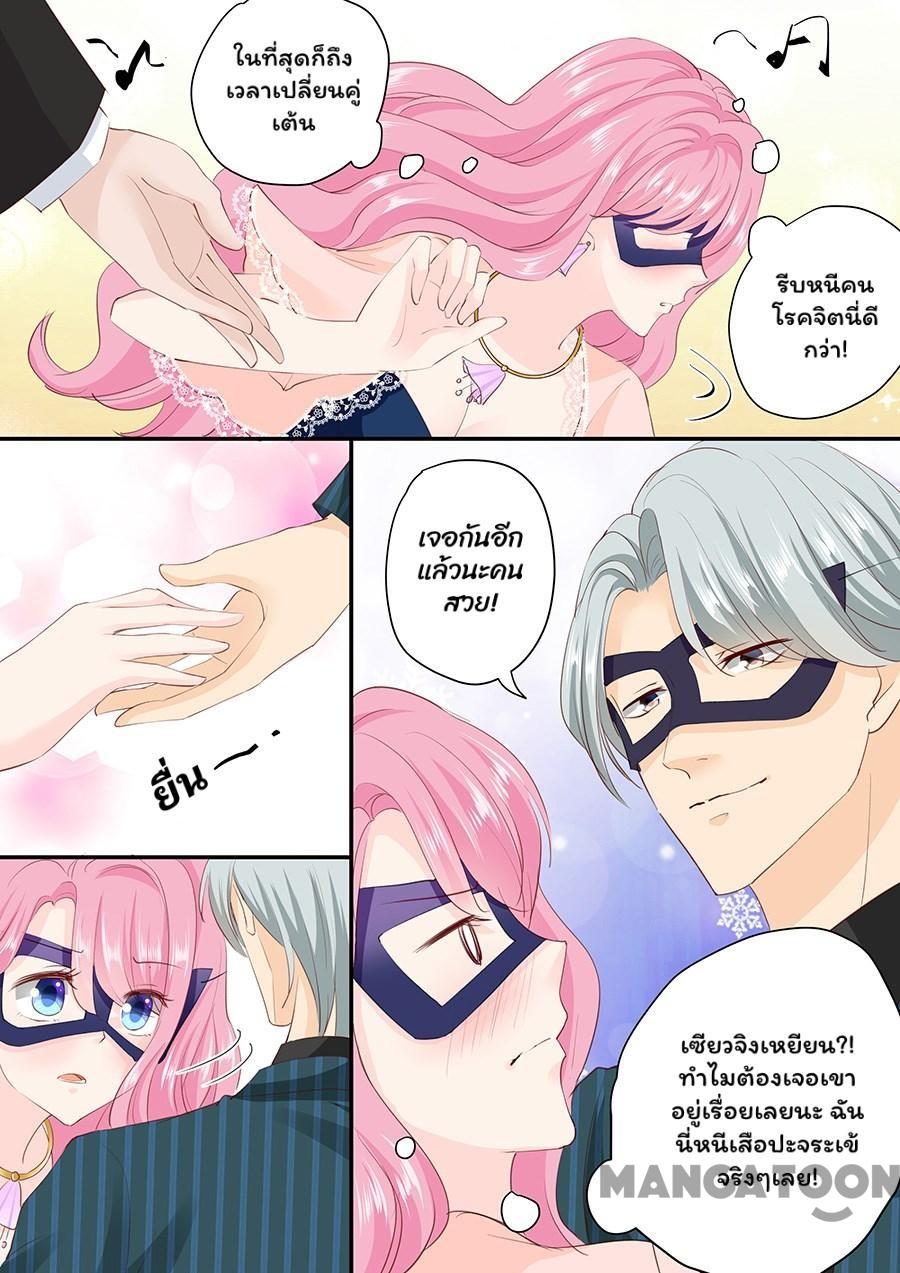 ในที่สุดก็ถึง
เวลาเปลี่ยนคู่
เต้น
รีบหนีคน
โรคจิตนี่ดี
กว่า!
เจอกันอีก
แล้วนะคน
สวย!
ยื่น
เซียวจิงเหยียน?!
ทำไมต้องเจอเขา
อยู่เรื่อยเลยนะ ฉัน
นี่หนีเสือปะจระเข้
จริงๆเลย!
MANGATOON